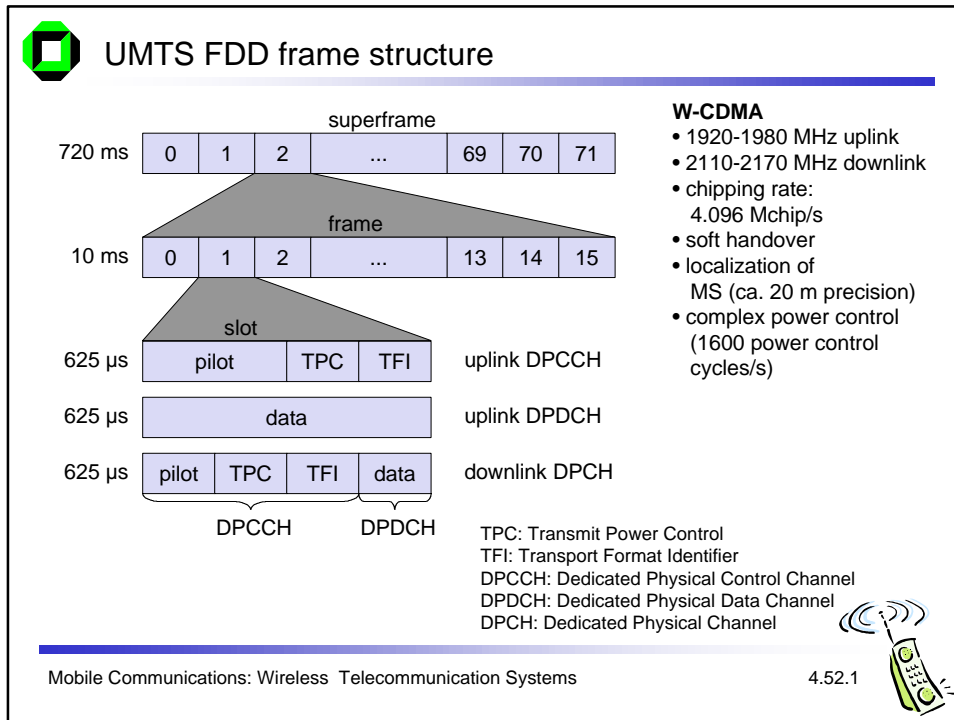 UMTS FDD frame structure
superframe
720 ms 0 1 2 ... 69 70 71
frame
10 ms 0 1 2 ... 13 14 15
slot
625 µs pilot TPC TFI uplink DPCCH
625 µs data uplink DPDCH
625 µs pilot TPC TFI data downlink DPCH
DPCCH DPDCH
W-CDMA
• 1920-1980 MHz uplink
• 2110-2170 MHz downlink
• chipping rate:
4.096 Mchip/s
• soft handover
• localization of
MS (ca. 20 m precision)
• complex power control
(1600 power control
cycles/s)
TPC: Transmit Power Control
TFI: Transport Format Identifier
DPCCH: Dedicated Physical Control Channel
DPDCH: Dedicated Physical Data Channel
DPCH: Dedicated Physical Channel
Mobile Communications: Wireless Telecommunication Systems 4.52.1